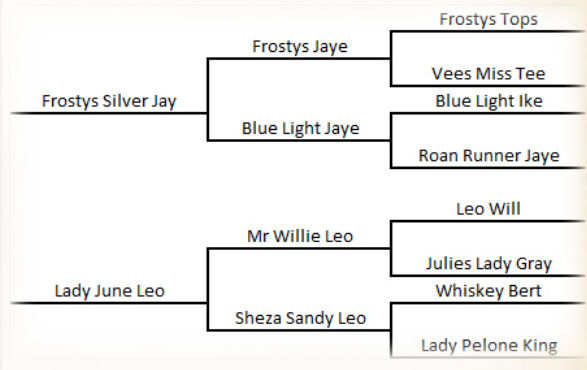 Frostys Tops
Frostys Jaye
Vees Miss Tee
Frostys Silver Jay
Blue Light Ike
Blue Light Jaye
Roan Runner Jaye
Leo Will
Mr Willie Leo
Julies Lady Gray
Lady June Leo
Whiskey Bert
Sheza Sandy Leo
Lady Pelone King